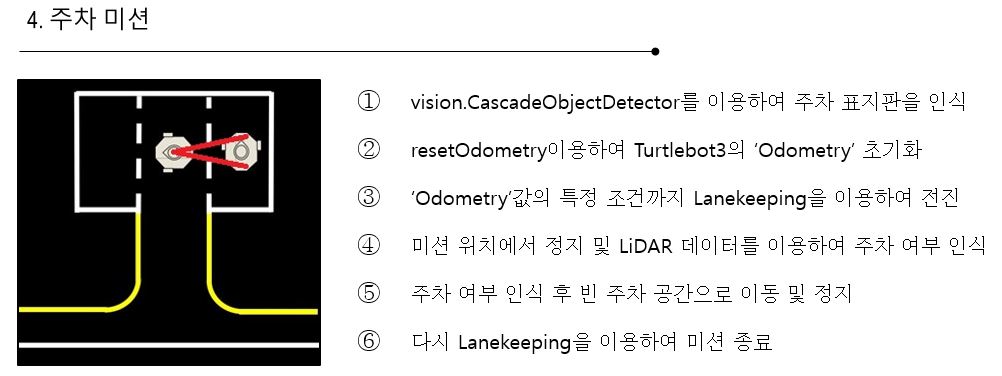 4. 주차 미션
① vision.CascadeObjectDetector를 이용하여 주차 표지판을 인식
② resetOdometry이용하여 Turtlebot3의 ‘Odometry’ 초기화
③ ‘Odometry’값의 특정 조건까지 Lanekeeping을 이용하여 전진
④ 미션 위치에서 정지 및 LiDAR 데이터를 이용하여 주차 여부 인식
⑤ 주차 여부 인식 후 빈 주차 공간으로 이동 및 정지
⑥ 다시 Lanekeeping을 이용하여 미션 종료